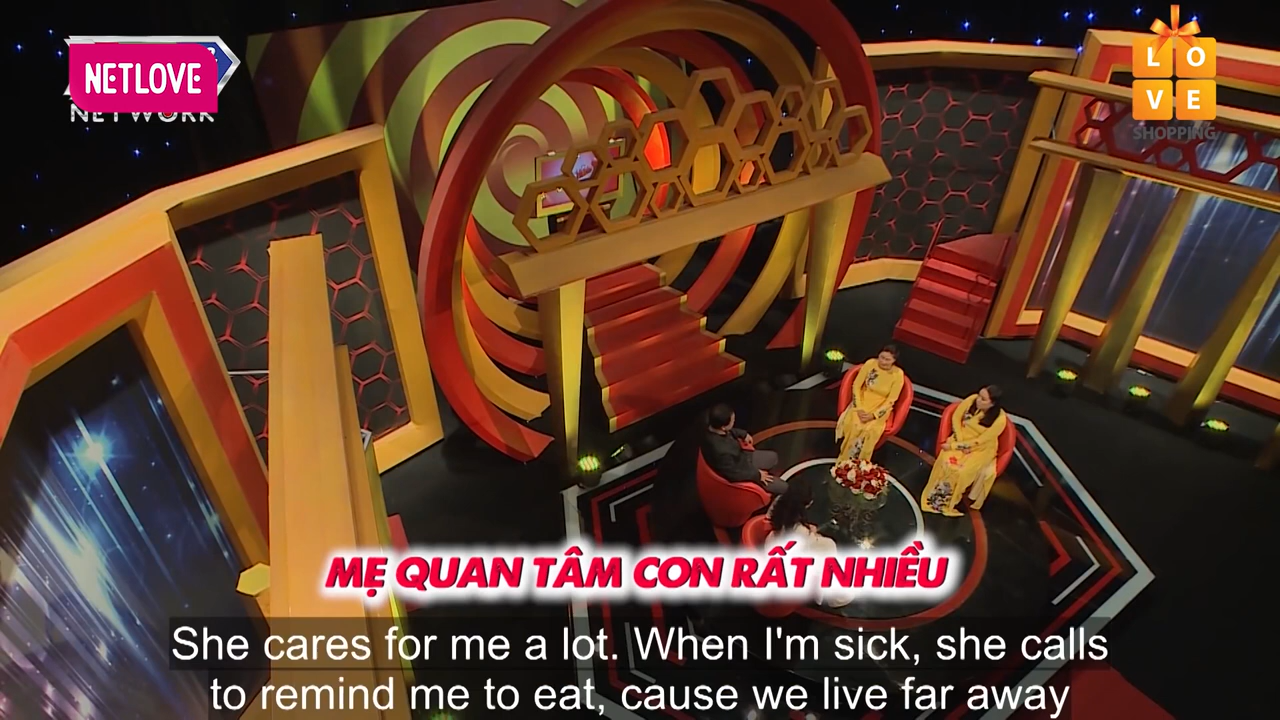 NETLOVE
NETWORK
L O
V E
SHOPPING
MẸ QUAN TÂM CON RẤT NHIỀU
She cares for me a lot. When I'm sick, she calls
to remind me to eat, cause we live far away